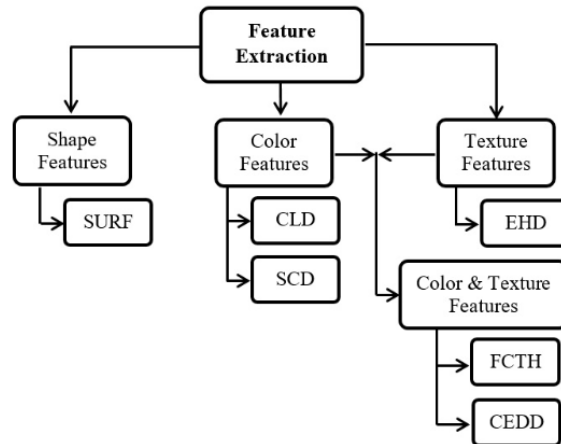 Feature
Extraction
Shape
Features
Color
Features
Texture
Features
SURF
CLD
EHD
SCD
Color & Texture
Features
FCTH
CEDD